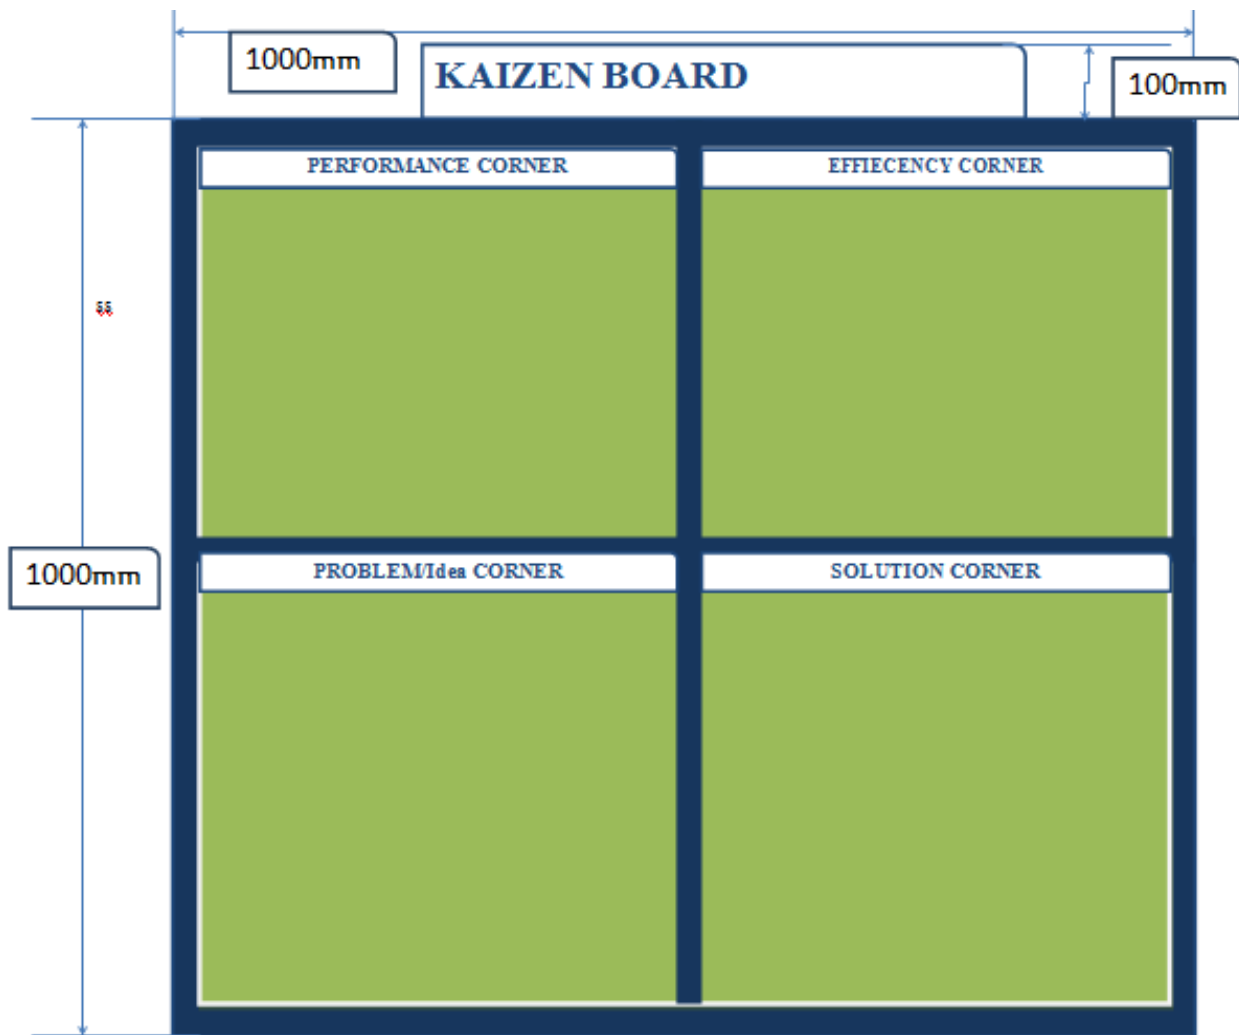 1000mm
KAIZEN BOARD
100mm
PERFORMANCE CORNER
EFFIECENCY CORNER
1000mm
PROBLEM/Idea CORNER
SOLUTION CORNER